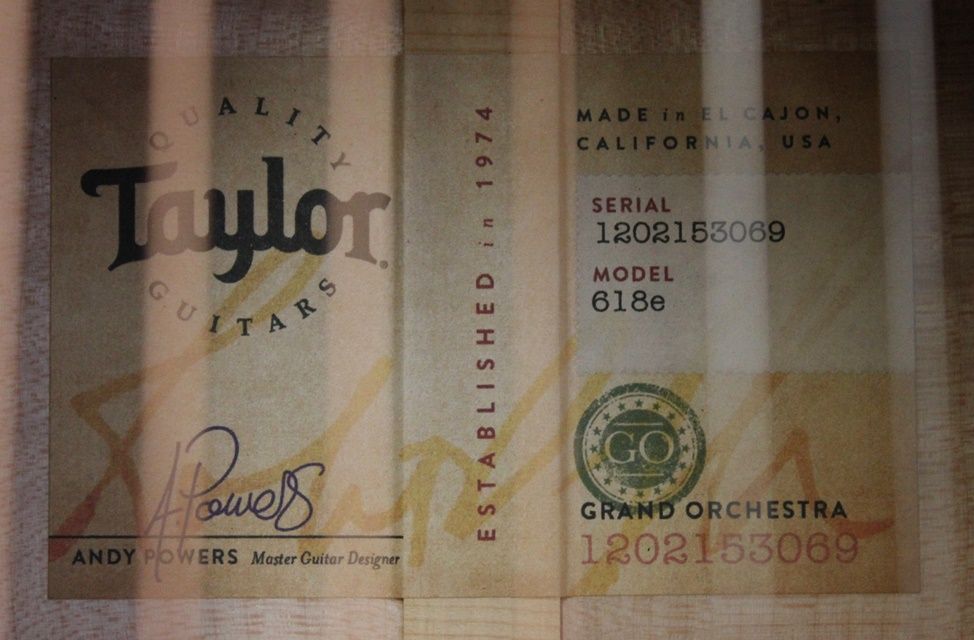 QUALITY
Taylor
GUITARS
A. Powers
ANDY POWERS Master Guitar Designer
ESTABLISHED in 1974
MADE in EL CAJON,
CALIFORNIA, USA
SERIAL
1202153069
MODEL
618e
GO
GRAND ORCHESTRA
1202153069